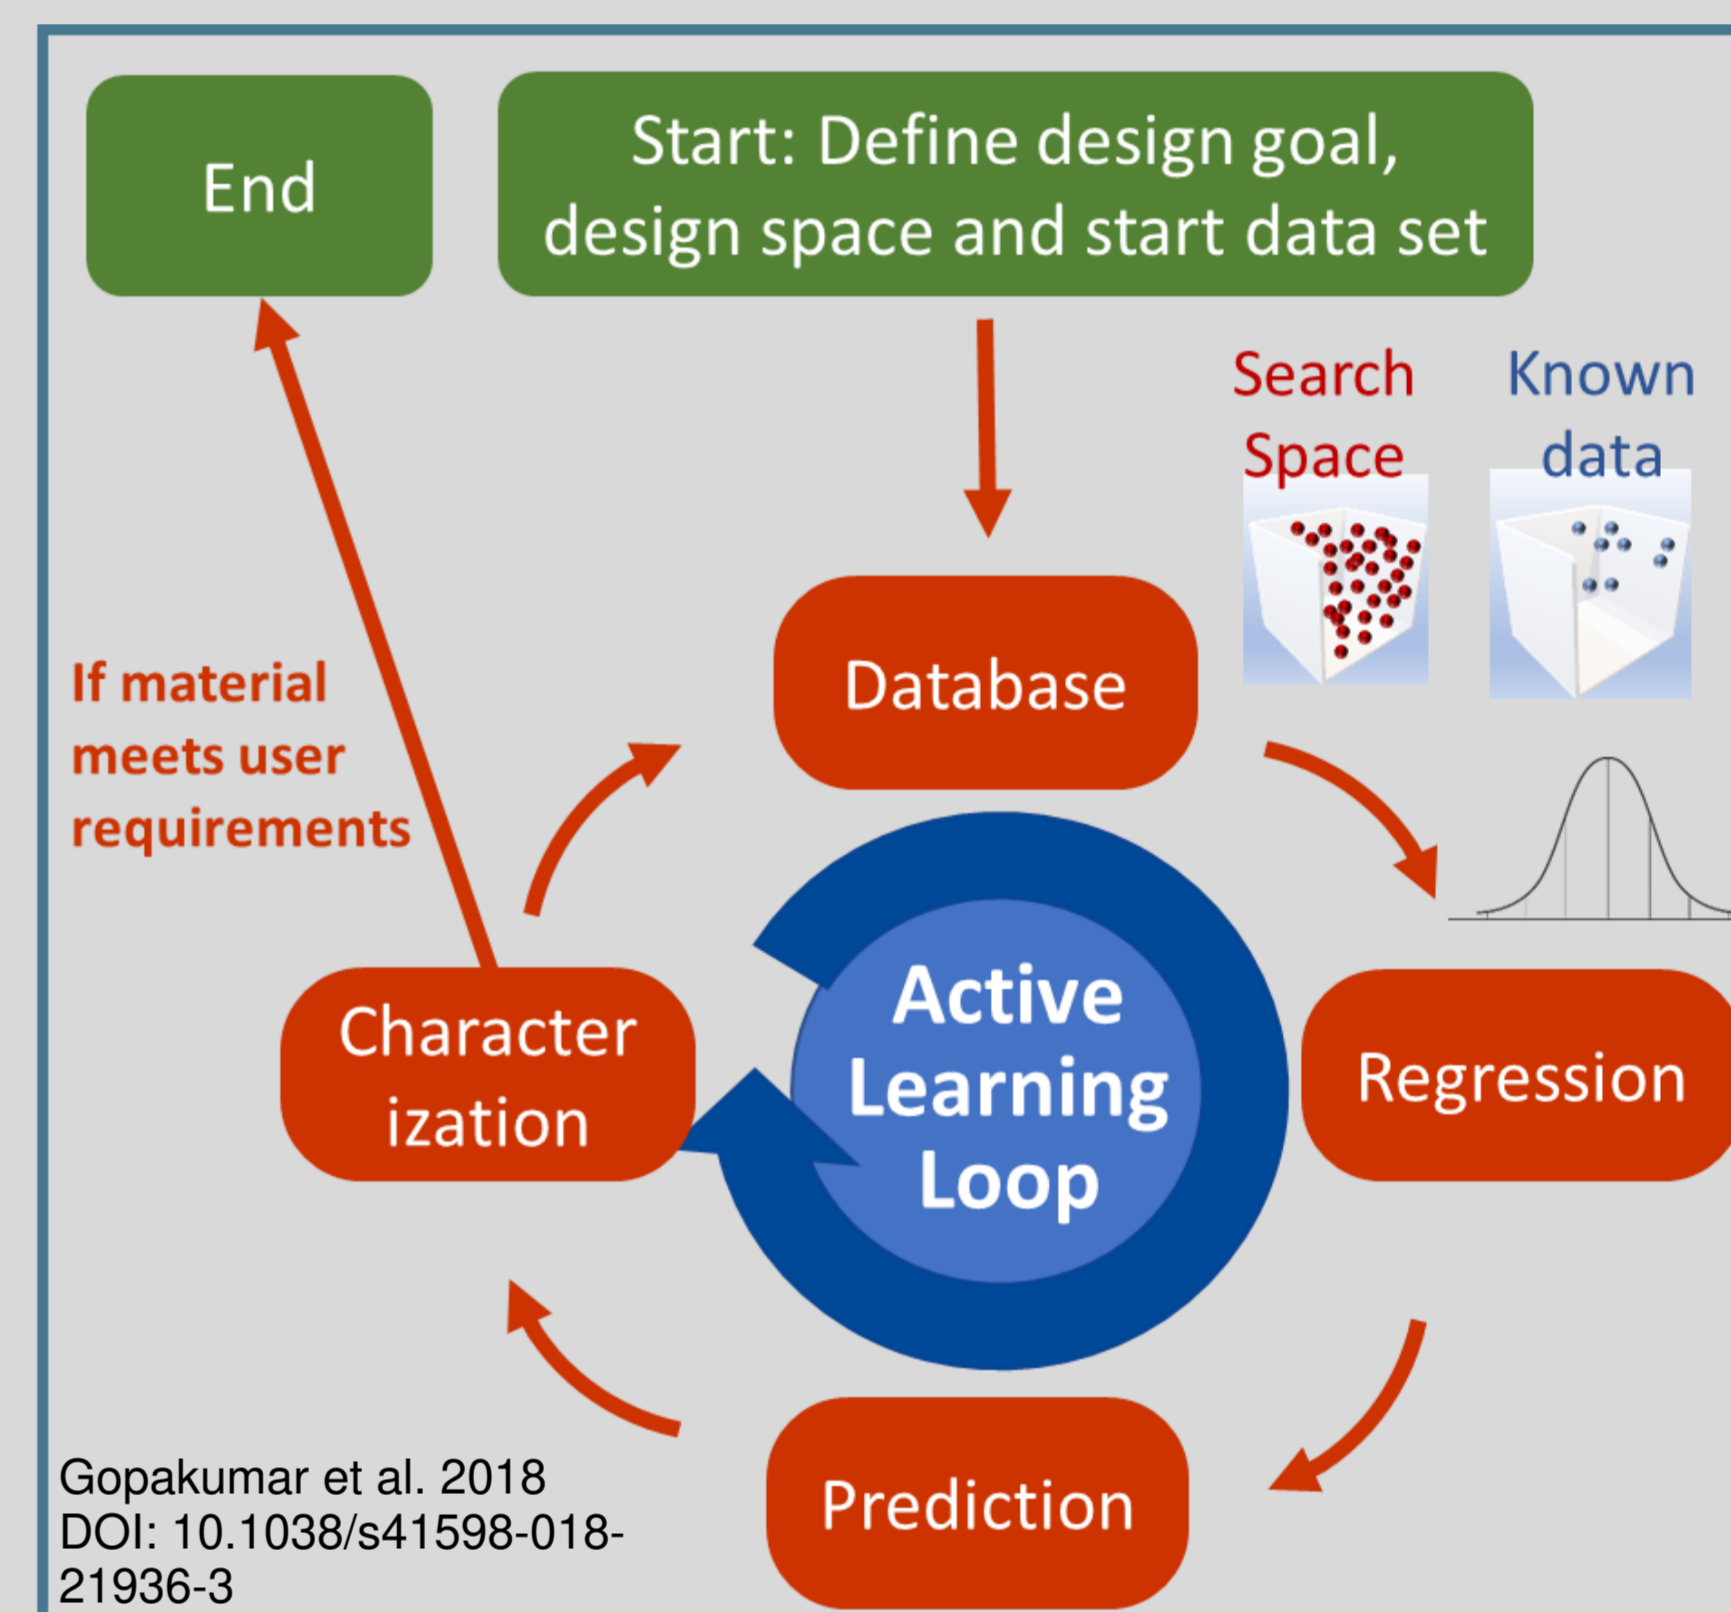 End
Start: Define design goal,
design space and start data set
Search
Space
Known
data
If material
meets user
requirements
Database
Character
ization
Active
Learning
Loop
Regression
Prediction
Gopakumar et al. 2018
DOI: 10.1038/s41598-018-
21936-3